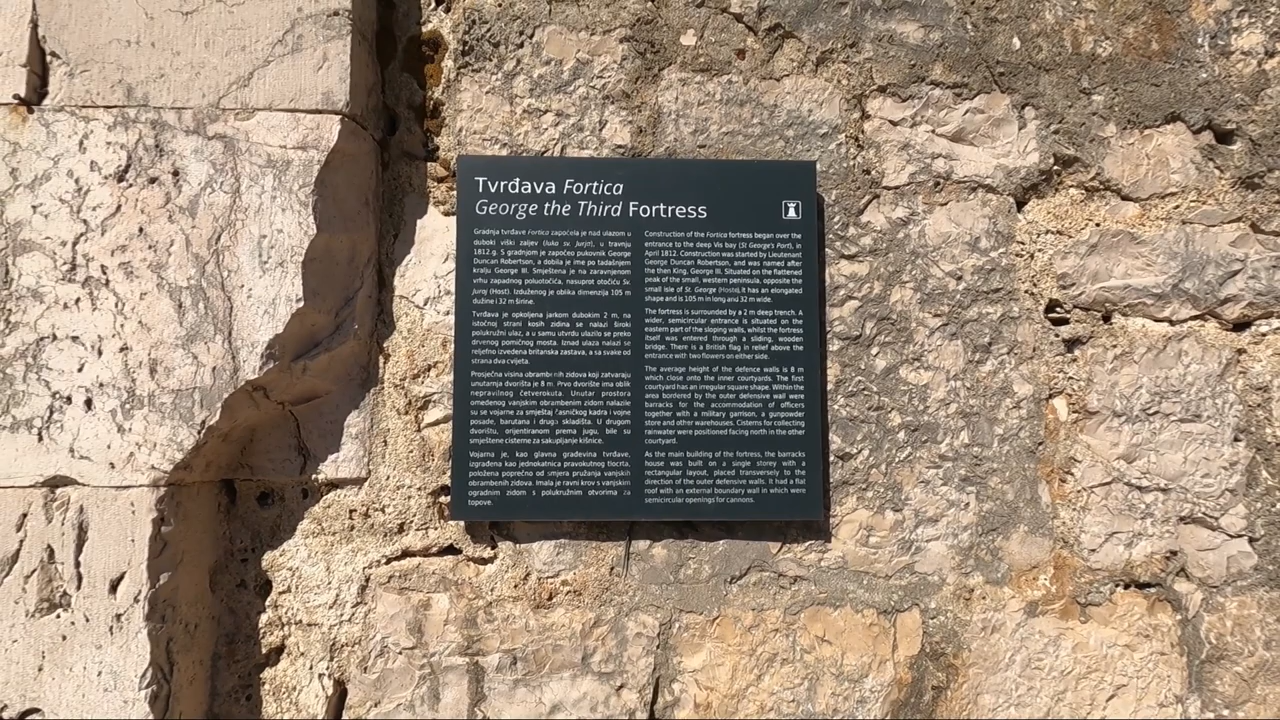 Tvrđava Fortica
George the Third Fortress
Gradnja tvrđave Fortica započela je nad ulazom u
duboki viški zaljev (luka sv. Jurja), u travnju
1812.g. S gradnjom je započeo pukovnik George
Duncan Robertson, a dobila je ime po tadašnjem
kralju George III. Smještena je na zaravnjenom
vrhu zapadnog poluotočića, nasuprot otočiću Sv.
Juraj (Host). Izduženog je oblika dimenzija 105 m
dužine i 32 m širine.
Tvrđava je opkoljena jarkom dubokim 2 m, na
istočnoj strani kosih zidina se nalazi široki
polukružni ulaz, a u samu utvrdu ulazilo se preko
drvenog pomičnog mosta. Iznad ulaza nalazi se
reljefno izvedena britanska zastava, a sa svake od
strana dva cvijeta.
Prosječna visina obrambenih zidova koji zatvaraju
unutarnja dvorišta je 8 m. Prvo dvorište ima oblik
nepravilnog četverokuta. Unutar prostora
omeđenog vanjskim obrambenim zidom nalazile
su se vojarne za smještaj časničkog kadra i vojne
posade, barutana i druga skladišta. U drugom
dvorištu, orijentiranom prema jugu, bile su
smještene cisterne za sakupljanje kišnice.
Vojarna je, kao glavna građevina tvrđave,
izgrađena kao jednokatnica pravokutnog tlocrta,
položena poprečno od smjera pružanja vanjskih
obrambenih zidova. Imala je ravni krov s vanjskim
ogradnim zidom s polukružnim otvorima za
topove.
Construction of the Fortica fortress began over the
entrance to the deep Vis bay (St George's Port), in
April 1812. Construction was started by Lieutenant
George Duncan Robertson, and was named after
the then King, George III. Situated on the flattened
peak of the small, western peninsula, opposite the
small isle of St. George (Host). It has an elongated
shape and is 105 m in long and 32 m wide.
The fortress is surrounded by a 2 m deep trench. A
wider, semicircular entrance is situated on the
eastern part of the sloping walls, whilst the fortress
itself was entered through a sliding, wooden
bridge. There is a British flag in relief above the
entrance with two flowers on either side.
The average height of the defence walls is 8 m
which close onto the inner courtyards. The first
courtyard has an irregular square shape. Within the
area bordered by the outer defensive wall were
barracks for the accommodation of officers
together with a military garrison, a gunpowder
store and other warehouses. Cisterns for collecting
rainwater were positioned facing north in the other
courtyard.
As the main building of the fortress, the barracks
house was built on a single storey with a
rectangular layout, placed transversely to the
direction of the outer defensive walls. It had a flat
roof with an external boundary wall in which were
semicircular openings for cannons.